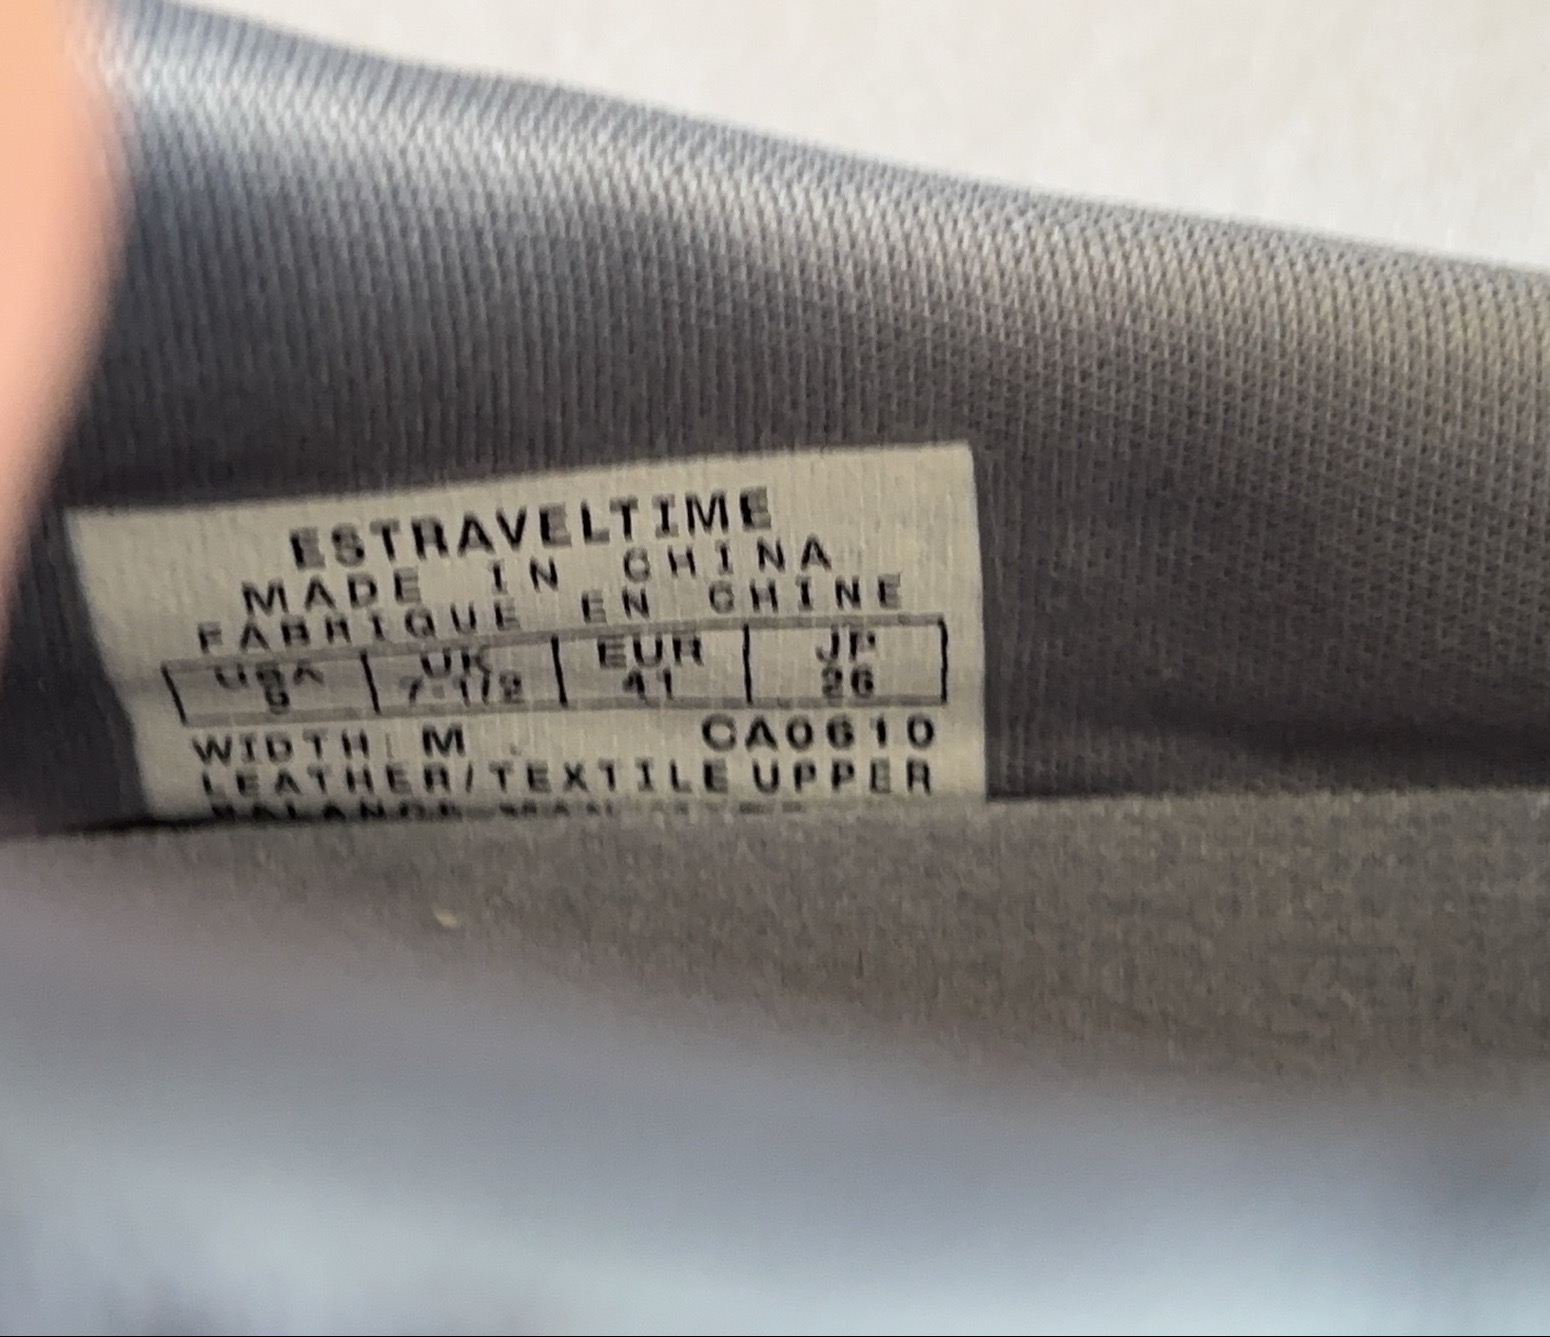 ESTRAVELTIME
MADE IN CHINA
FABRIQUE EN CHINE
USA UK EUR JP
9 7-1/2 41 26
WIDTH: M CA0610
LEATHER/TEXTILE UPPER
BALANCE